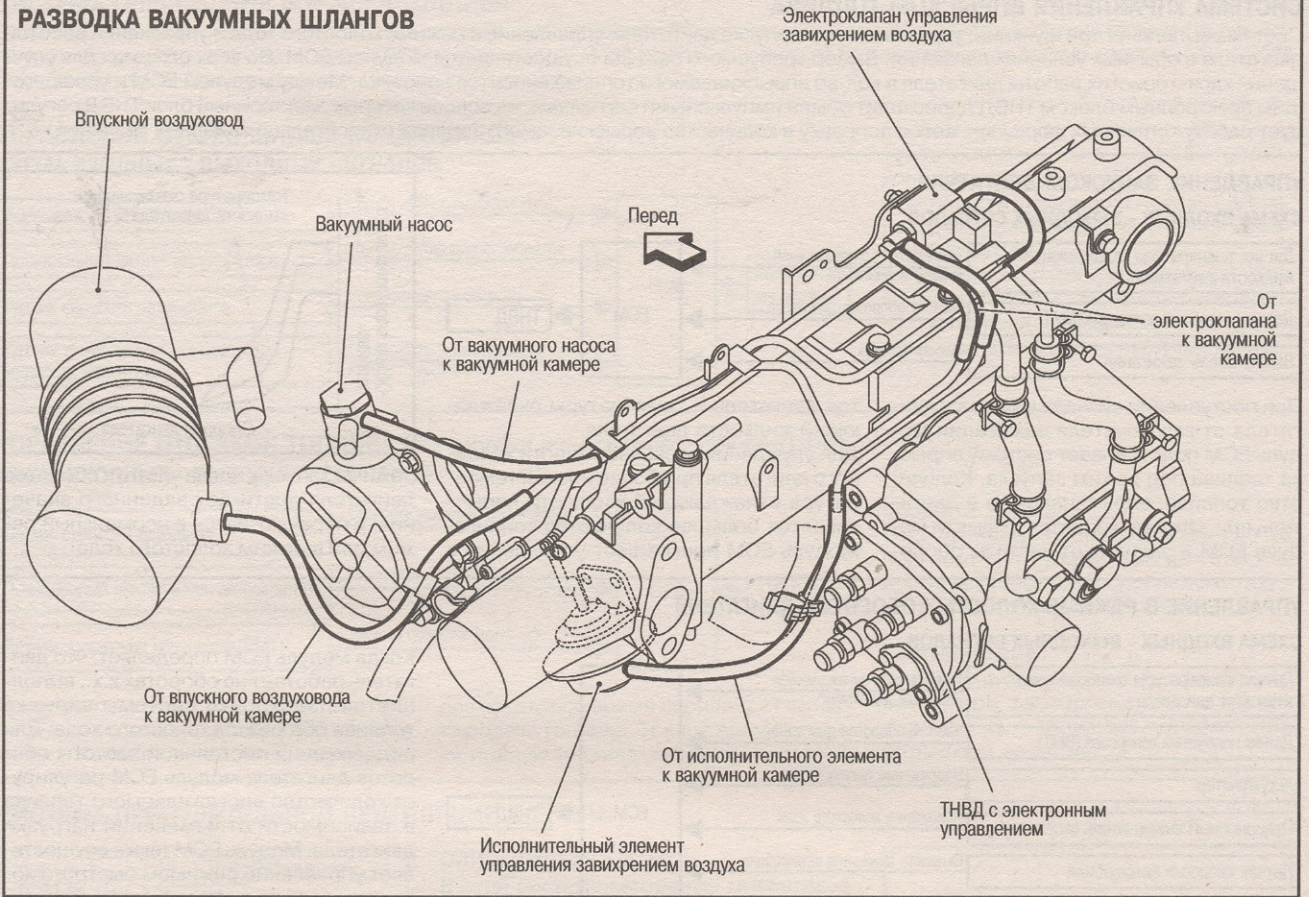 РАЗВОДКА ВАКУУМНЫХ ШЛАНГОВ
Электроклапан управления
завихрением воздуха
Впускной воздуховод
Вакуумный насос
Перед
От
электроклапана
к вакуумной
камере
От вакуумного насоса
к вакуумной камере
От впускного воздуховода
к вакуумной камере
От исполнительного элемента
к вакуумной камере
ТНВД с электронным
управлением
Исполнительный элемент
управления завихрением воздуха